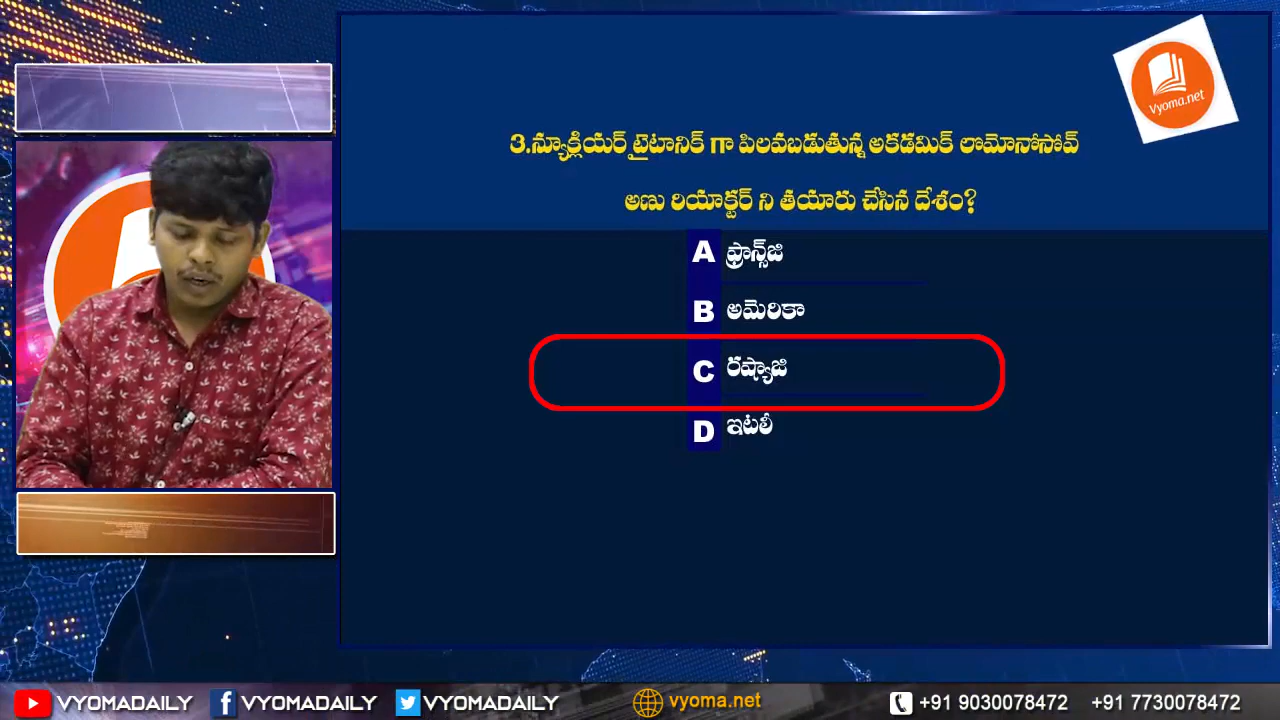 Vyoma.net
3.న్యూక్లియర్ టైటానిక్ గా పిలవబడుతున్న అకడమిక్ లొమోనోసోవ్
అణు రియాక్టర్ ని తయారు చేసిన దేశం?
A ఫ్రాన్స్‌జి
B అమెరికా
C రష్యాజి
D ఇటలీ
VYOMADAILY VYOMADAILY VYOMADAILY vyoma.net +91 9030078472 +91 7730078472